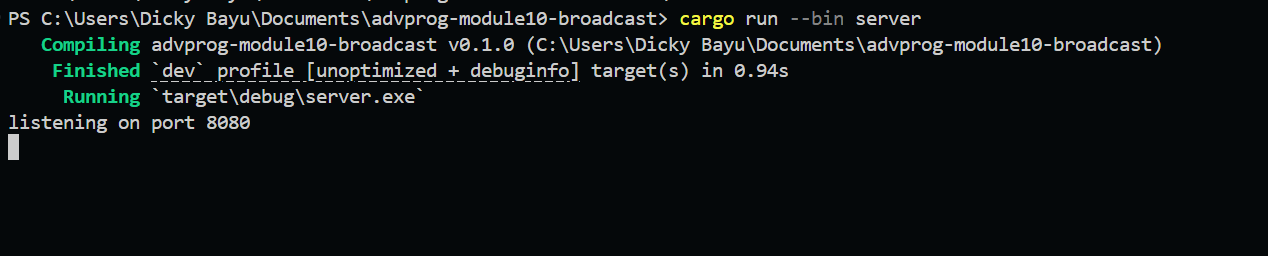 PS C:\Users\Dicky Bayu\Documents\advprog-module10-broadcast> cargo run --bin server
Compiling advprog-module10-broadcast v0.1.0 (C:\Users\Dicky Bayu\Documents\advprog-module10-broadcast)
Finished `dev` profile [unoptimized + debuginfo] target(s) in 0.94s
Running `target\debug\server.exe`
listening on port 8080